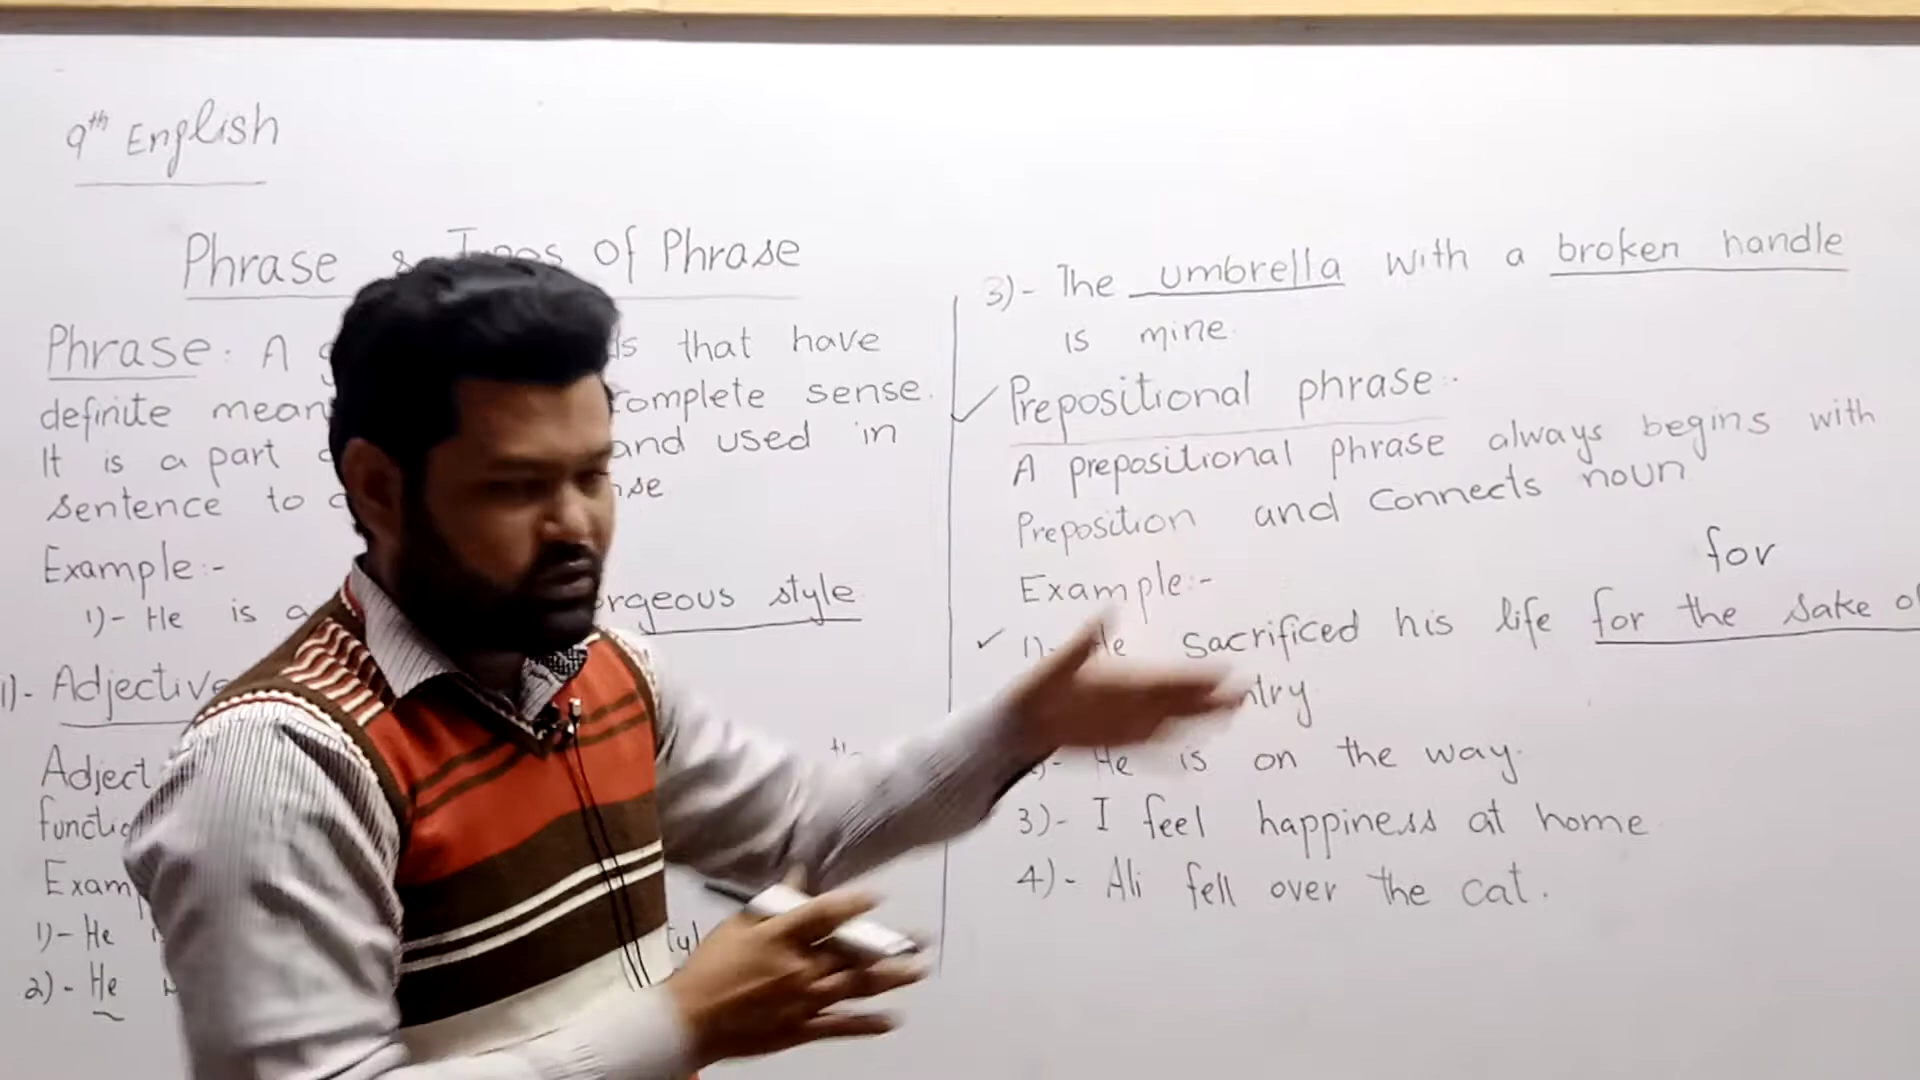 9th English
Phrase & Types of Phrase
Phrase: A that have
definite complete sense.
It is a part and used in
sentence to
Example:-
1)- He is a style
1)- Adjective
Adject
functio
Exam
1)- He
2)- He
3)- The umbrella with a broken handle
is mine.
Prepositional phrase:-
A prepositional phrase always begins with
Preposition and connects noun
for
Example:-
1)- He sacrificed his life for the sake of
ntry
2)- He is on the way.
3)- I feel happiness at home
4)- Ali fell over the cat.